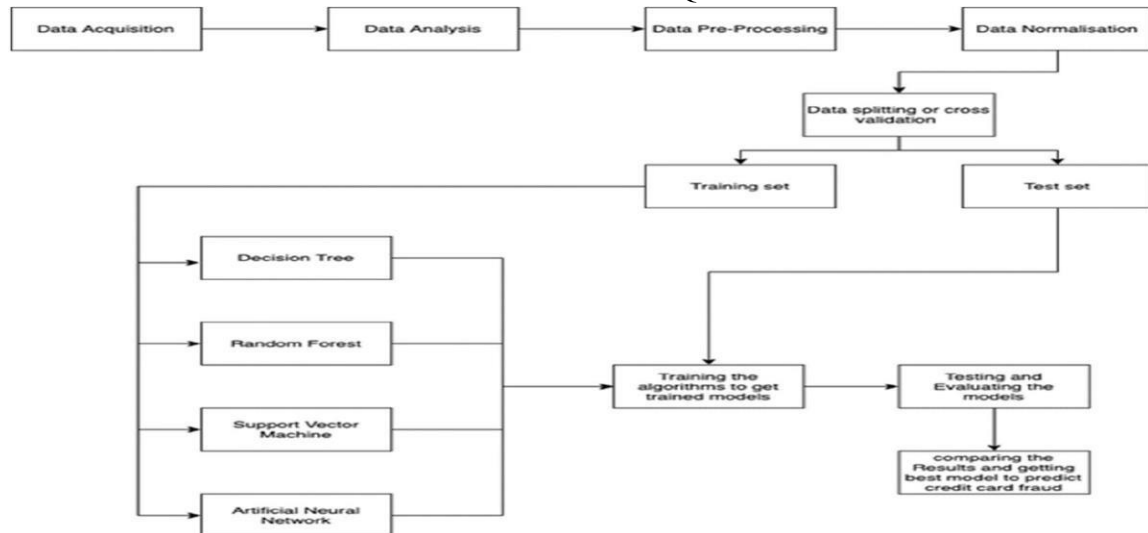 Data Acquisition
Data Analysis
Data Pre-Processing
Data Normalisation
Data splitting or cross
validation
Training set
Test set
Decision Tree
Random Forest
Support Vector
Machine
Artificial Neural
Network
Training the
algorithms to get
trained models
Testing and
Evaluating the
models
comparing the
Results and getting
best model to predict
credit card fraud